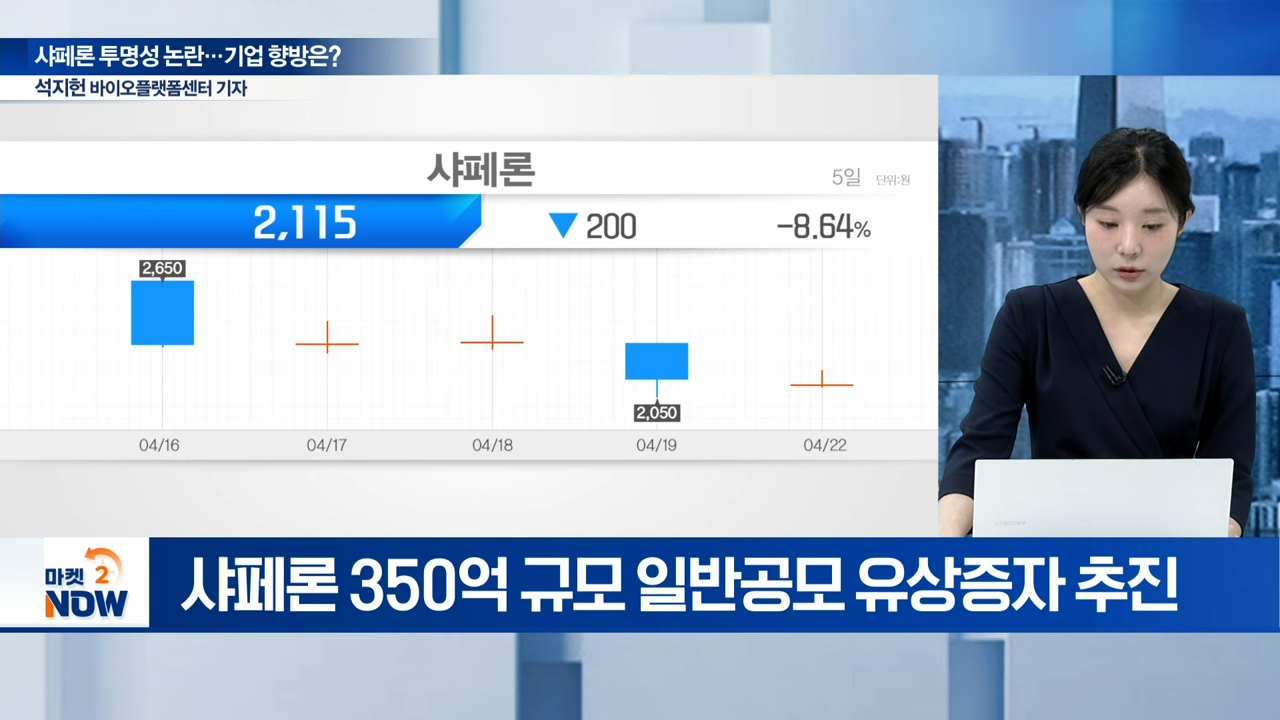 샤페론 투명성 논란…기업 향방은?
석지헌 바이오플랫폼센터 기자
샤페론
5일 단위:원
2,115 ▼200 -8.64%
2,650
2,050
04/16 04/17 04/18 04/19 04/22
마켓 2
NOW
샤페론 350억 규모 일반공모 유상증자 추진
SAMSUNG